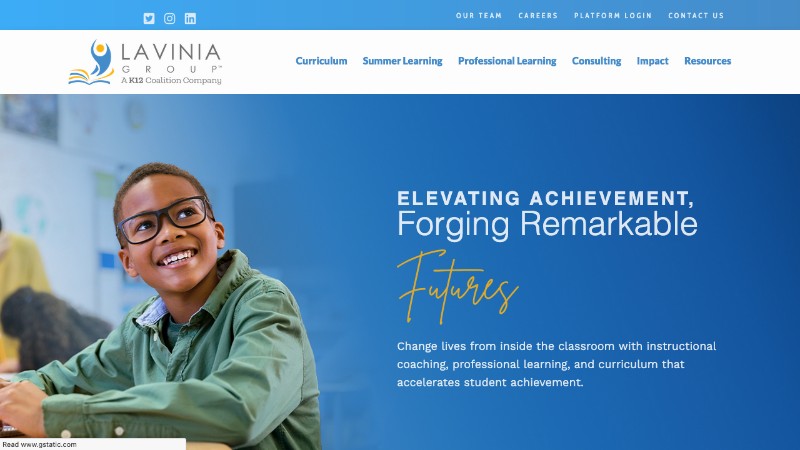 OUR TEAM CAREERS PLATFORM LOGIN CONTACT US
LAVINIA
GROUP™
A K12 Coalition Company
Curriculum Summer Learning Professional Learning Consulting Impact Resources
ELEVATING ACHIEVEMENT,
Forging Remarkable
Futures
Change lives from inside the classroom with instructional
coaching, professional learning, and curriculum that
accelerates student achievement.
Read www.gstatic.com